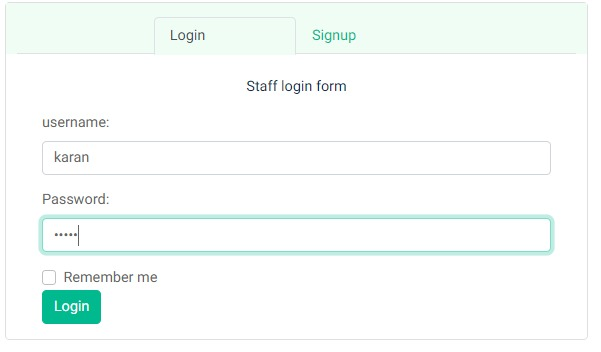 Login Signup
Staff login form
username:
karan
Password:
•••••
Remember me
Login